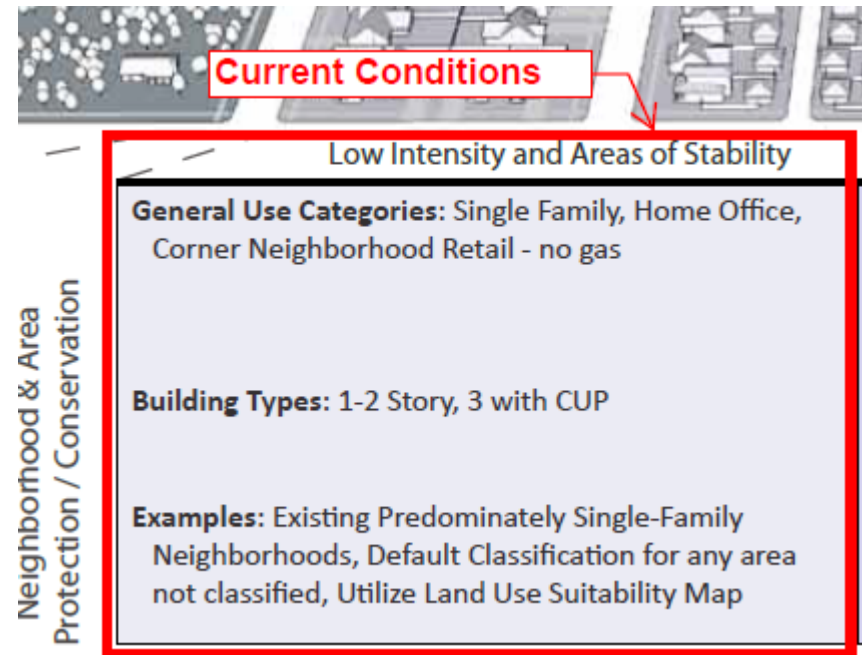 Current Conditions
Low Intensity and Areas of Stability
Neighborhood & Area
Protection / Conservation
General Use Categories: Single Family, Home Office,
Corner Neighborhood Retail - no gas
Building Types: 1-2 Story, 3 with CUP
Examples: Existing Predominately Single-Family
Neighborhoods, Default Classification for any area
not classified, Utilize Land Use Suitability Map